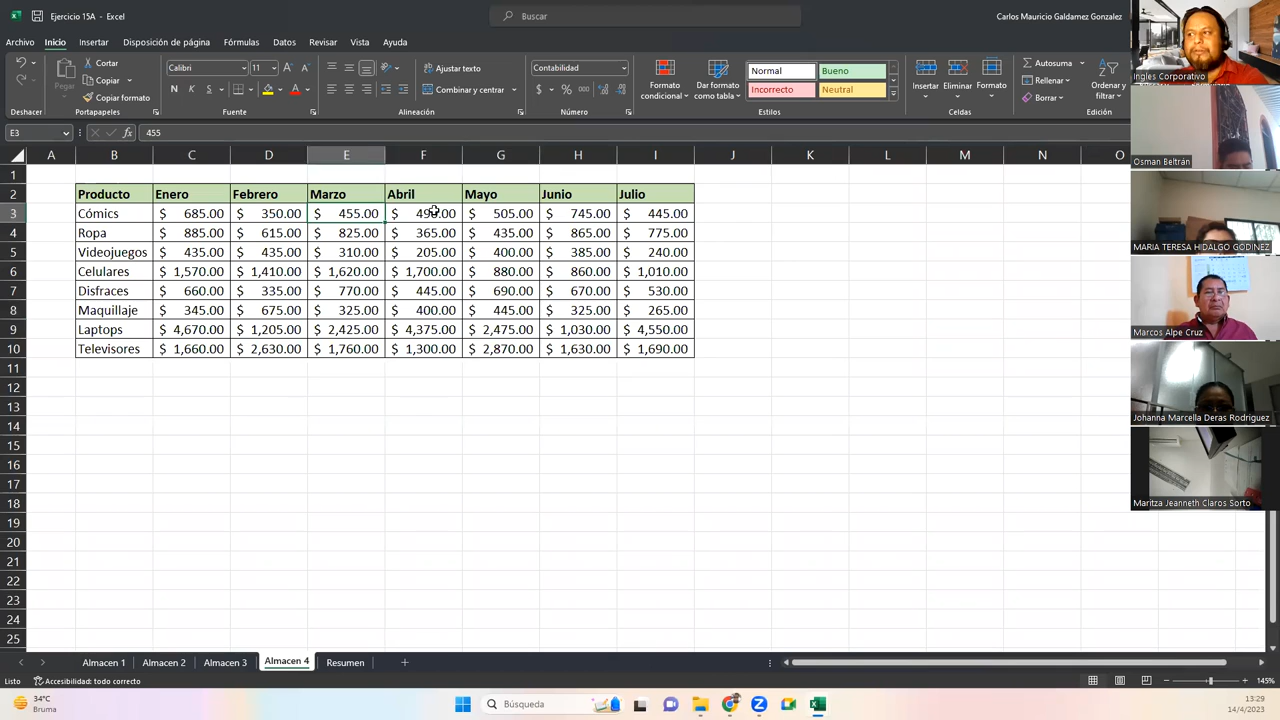 Ejercicio 15A - Excel
Buscar
Carlos Mauricio Galdamez Gonzalez
Archivo Inicio Insertar Disposición de página Fórmulas Datos Revisar Vista Ayuda
Pegar
Cortar
Copiar
Copiar formato
Deshacer
Portapapeles
Calibri 11
Fuente
Ajustar texto
Combinar y centrar
Alineación
Contabilidad
Número
Formato condicional
Dar formato como tabla
Normal Bueno
Incorrecto Neutral
Estilos
Insertar Eliminar Formato
Celdas
Autosuma
Rellenar
Borrar
Ordenar y filtrar
Edición
E3 fx 455
A B C D E F G H I J K L M N O
1
2 Producto Enero Febrero Marzo Abril Mayo Junio Julio
3 Cómics $ 685.00 $ 350.00 $ 455.00 $ $ 505.00 $ 745.00 $ 445.00
4 Ropa $ 885.00 $ 615.00 $ 825.00 $ 365.00 $ 435.00 $ 865.00 $ 775.00
5 Videojuegos $ 435.00 $ 435.00 $ 310.00 $ 205.00 $ 400.00 $ 385.00 $ 240.00
6 Celulares $ 1,570.00 $ 1,410.00 $ 1,620.00 $ 1,700.00 $ 880.00 $ 860.00 $ 1,010.00
7 Disfraces $ 660.00 $ 335.00 $ 770.00 $ 445.00 $ 690.00 $ 670.00 $ 530.00
8 Maquillaje $ 345.00 $ 675.00 $ 325.00 $ 400.00 $ 445.00 $ 325.00 $ 265.00
9 Laptops $ 4,670.00 $ 1,205.00 $ 2,425.00 $ 4,375.00 $ 2,475.00 $ 1,030.00 $ 4,550.00
10 Televisores $ 1,660.00 $ 2,630.00 $ 1,760.00 $ 1,300.00 $ 2,870.00 $ 1,630.00 $ 1,690.00
11
12
13
14
15
16
17
18
19
20
21
22
23
24
25
Ingles Corporativo
Osman Beltrán
MARIA TERESA HIDALGO GODINEZ
Marcos Alpe Cruz
Johanna Marcella Deras Rodriguez
Maritza Jeanneth Claros Sorto
Almacen 1 Almacen 2 Almacen 3 Almacen 4 Resumen
Listo Accesibilidad: todo correcto 145%
34°C
Bruma
Búsqueda
13:29
14/4/2023